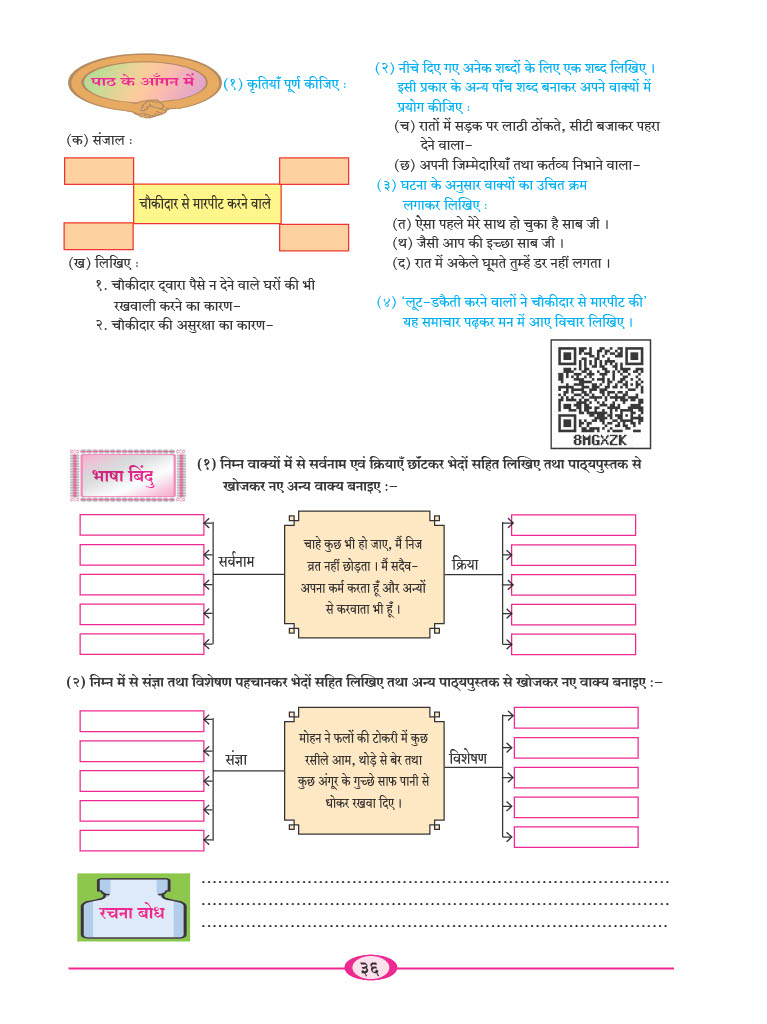 पाठ के आँगन में
(१) कृतियाँ पूर्ण कीजिए :
(क) संजाल :
चौकीदार से मारपीट करने वाले
(ख) लिखिए :
१. चौकीदार द्वारा पैसे न देने वाले घरों की भी
रखवाली करने का कारण-
२. चौकीदार की असुरक्षा का कारण-
(२) नीचे दिए गए अनेक शब्दों के लिए एक शब्द लिखिए ।
इसी प्रकार के अन्य पाँच शब्द बनाकर अपने वाक्यों में
प्रयोग कीजिए :
(च) रातों में सड़क पर लाठी ठोंकते, सीटी बजाकर पहरा
देने वाला-
(छ) अपनी जिम्मेदारियाँ तथा कर्तव्य निभाने वाला-
(३) घटना के अनुसार वाक्यों का उचित क्रम
लगाकर लिखिए :
(त) ऐसा पहले मेरे साथ हो चुका है साब जी ।
(थ) जैसी आप की इच्छा साब जी ।
(द) रात में अकेले घूमते तुम्हें डर नहीं लगता ।
(४) ‘लूट-डकैती करने वालों ने चौकीदार से मारपीट की’
यह समाचार पढ़कर मन में आए विचार लिखिए ।
8MGXZK
भाषा बिंदु
(१) निम्न वाक्यों में से सर्वनाम एवं क्रियाएँ छाँटकर भेदों सहित लिखिए तथा पाठ्यपुस्तक से
खोजकर नए अन्य वाक्य बनाइए :-
सर्वनाम
चाहे कुछ भी हो जाए, मैं निज
व्रत नहीं छोड़ता । मैं सदैव-
अपना कर्म करता हूँ और अन्यों
से करवाता भी हूँ ।
क्रिया
(२) निम्न में से संज्ञा तथा विशेषण पहचानकर भेदों सहित लिखिए तथा अन्य पाठ्यपुस्तक से खोजकर नए वाक्य बनाइए :-
संज्ञा
मोहन ने फलों की टोकरी में कुछ
रसीले आम, थोड़े से बेर तथा
कुछ अंगूर के गुच्छे साफ पानी से
धोकर रखवा दिए ।
विशेषण
रचना बोध
३६